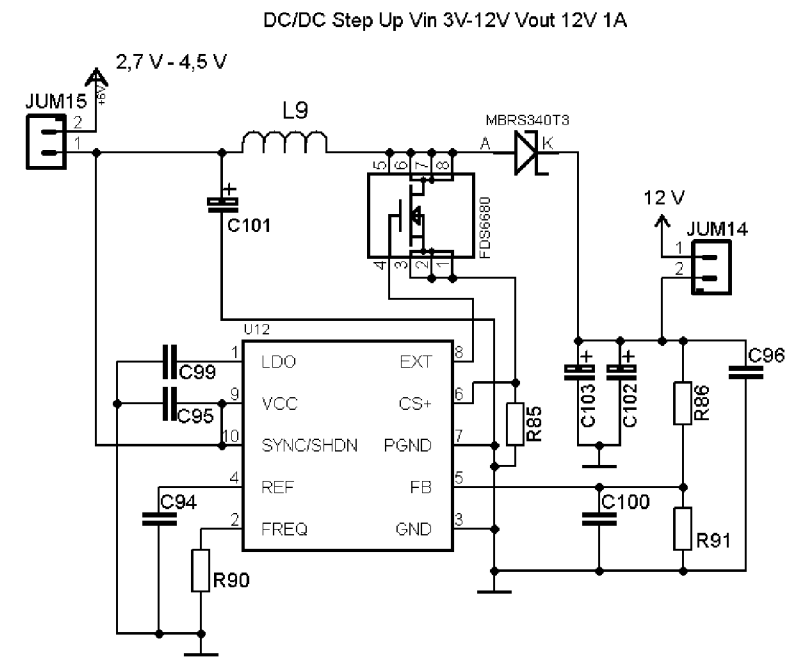 DC/DC Step Up Vin 3V-12V Vout 12V 1A
2,7 V - 4,5 V
+6V
JUM15
2
1
L9
MBRS340T3
A
K
5
6
7
8
C101
FDS6680
4
3
2
1
12 V
JUM14
1
2
U12
1
LDO
EXT
8
C99
9
VCC
CS+
6
C95
10
SYNC/SHDN
PGND
7
R85
C103
C102
R86
C96
4
REF
FB
5
C94
C100
2
FREQ
GND
3
R91
R90